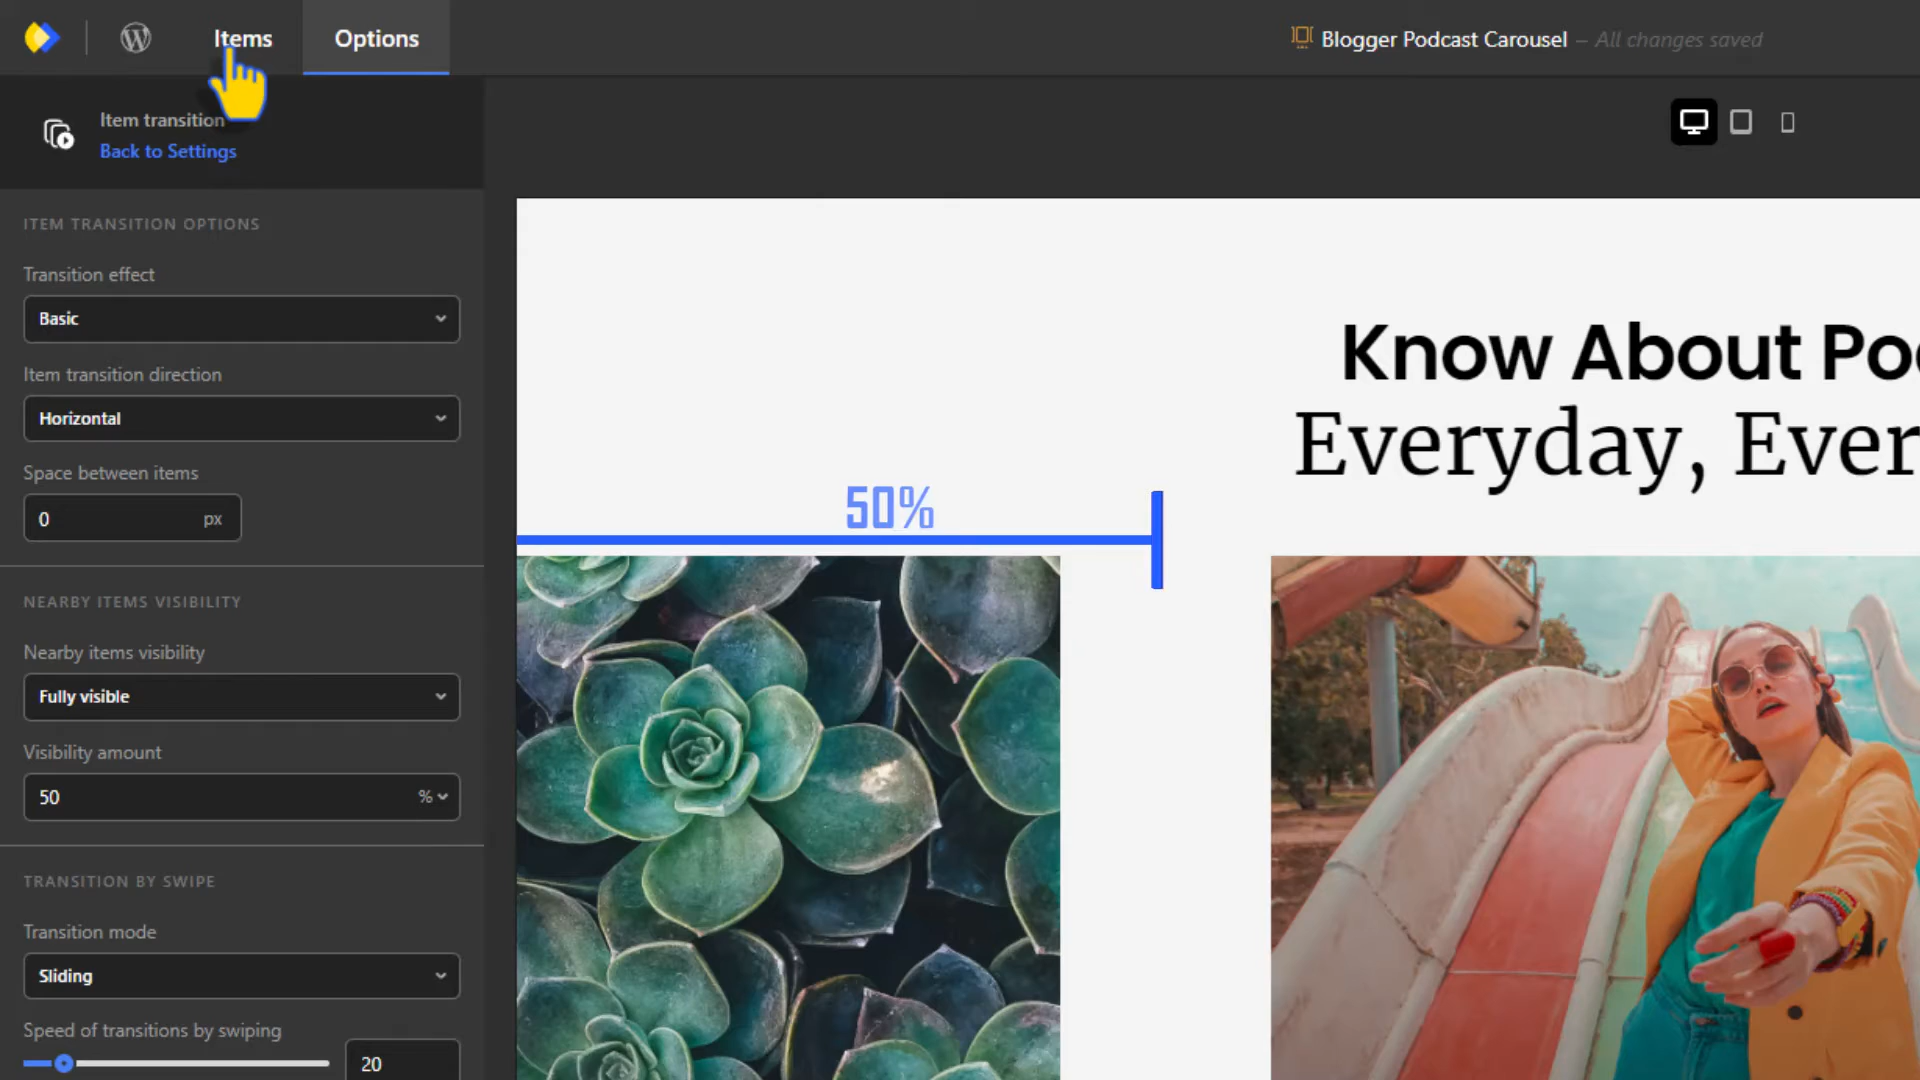 Items
Options
Blogger Podcast Carousel – All changes saved
Item transition
Back to Settings
ITEM TRANSITION OPTIONS
Transition effect
Basic
Item transition direction
Horizontal
Space between items
0 px
NEARBY ITEMS VISIBILITY
Nearby items visibility
Fully visible
Visibility amount
50 %
TRANSITION BY SWIPE
Transition mode
Sliding
Speed of transitions by swiping
20
Know About
Everyday,
50%